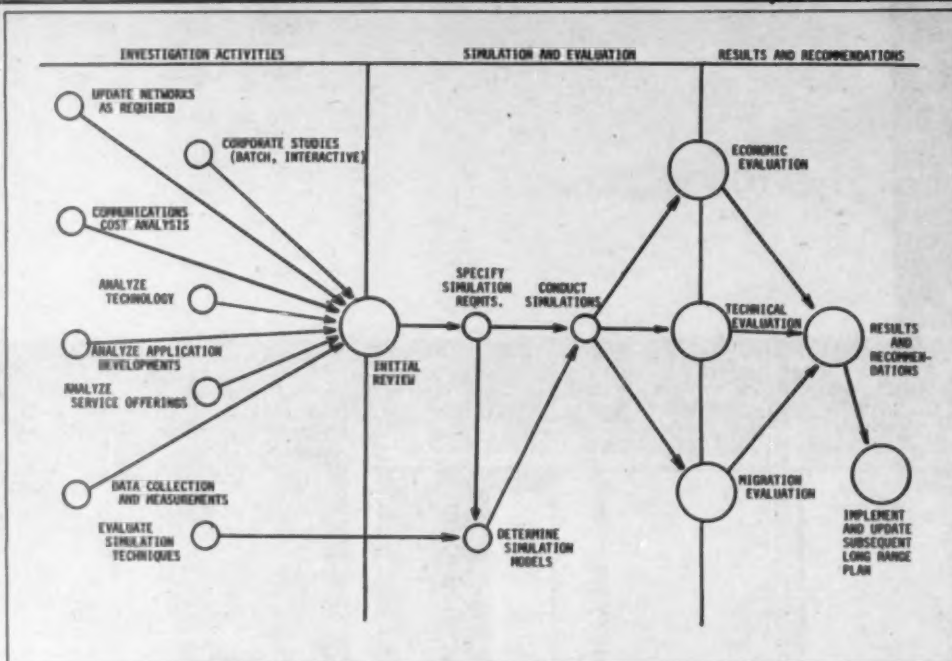 INVESTIGATION ACTIVITIES
SIMULATION AND EVALUATION
RESULTS AND RECOMMENDATIONS
UPDATE NETWORKS
AS REQUIRED
CORPORATE STUDIES
(BATCH, INTERACTIVE)
COMMUNICATIONS
COST ANALYSIS
ANALYZE
TECHNOLOGY
ANALYZE APPLICATION
DEVELOPMENTS
ANALYZE
SERVICE OFFERINGS
DATA COLLECTION
AND MEASUREMENTS
EVALUATE
SIMULATION
TECHNIQUES
INITIAL
REVIEW
SPECIFY
SIMULATION
REQMTS.
CONDUCT
SIMULATIONS
DETERMINE
SIMULATION
MODELS
ECONOMIC
EVALUATION
TECHNICAL
EVALUATION
MIGRATION
EVALUATION
RESULTS
AND
RECOMMEN-
DATIONS
IMPLEMENT
AND UPDATE
SUBSEQUENT
LONG RANGE
PLAN